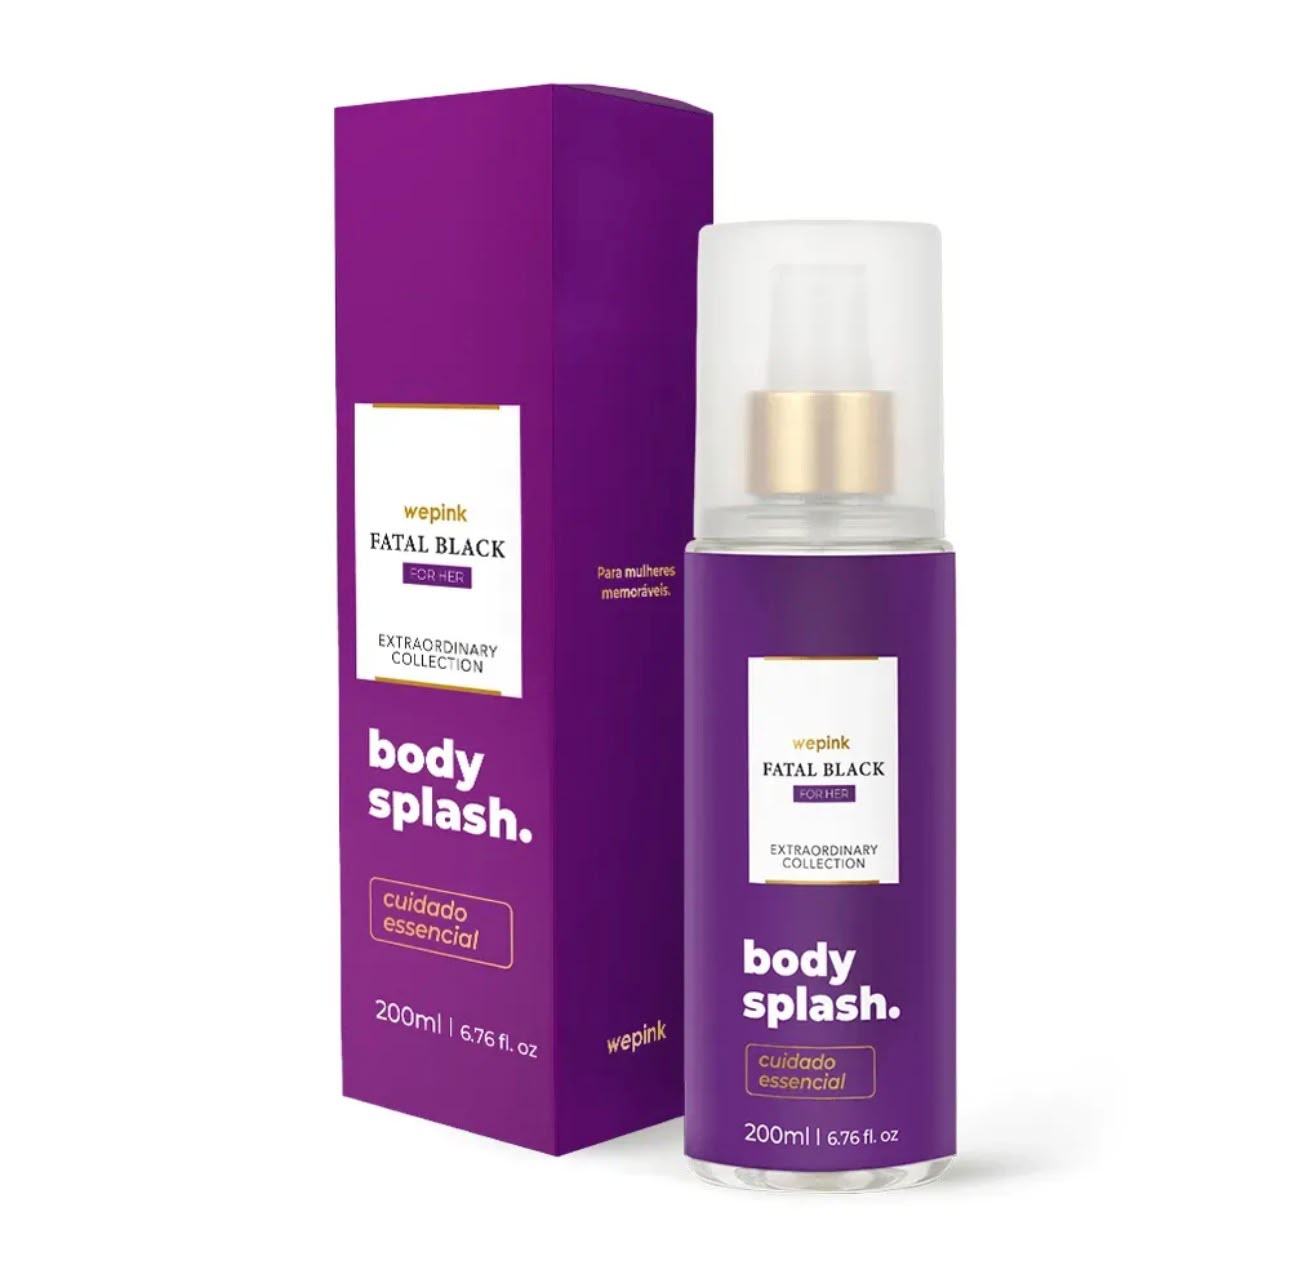 wepink
FATAL BLACK
FOR HER
EXTRAORDINARY
COLLECTION
body
splash.
cuidado
essencial
200ml | 6.76 fl. oz
Para mulheres
memoráveis.
wepink
wepink
FATAL BLACK
FOR HER
EXTRAORDINARY
COLLECTION
body
splash.
cuidado
essencial
200ml | 6.76 fl. oz